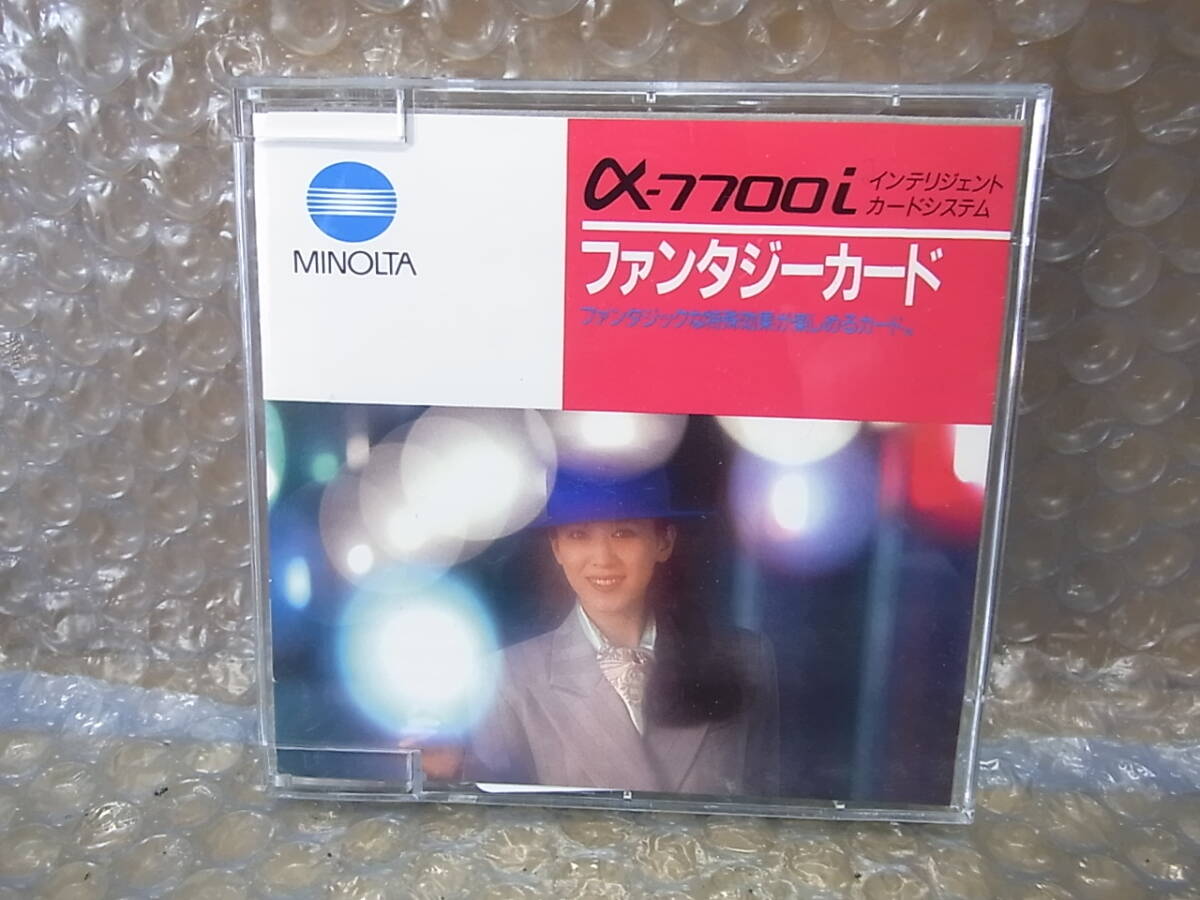 MINOLTA
α-7700i
インテリジェント
カードシステム
ファンタジーカード
ファンタジックな特殊効果が楽しめるカード。